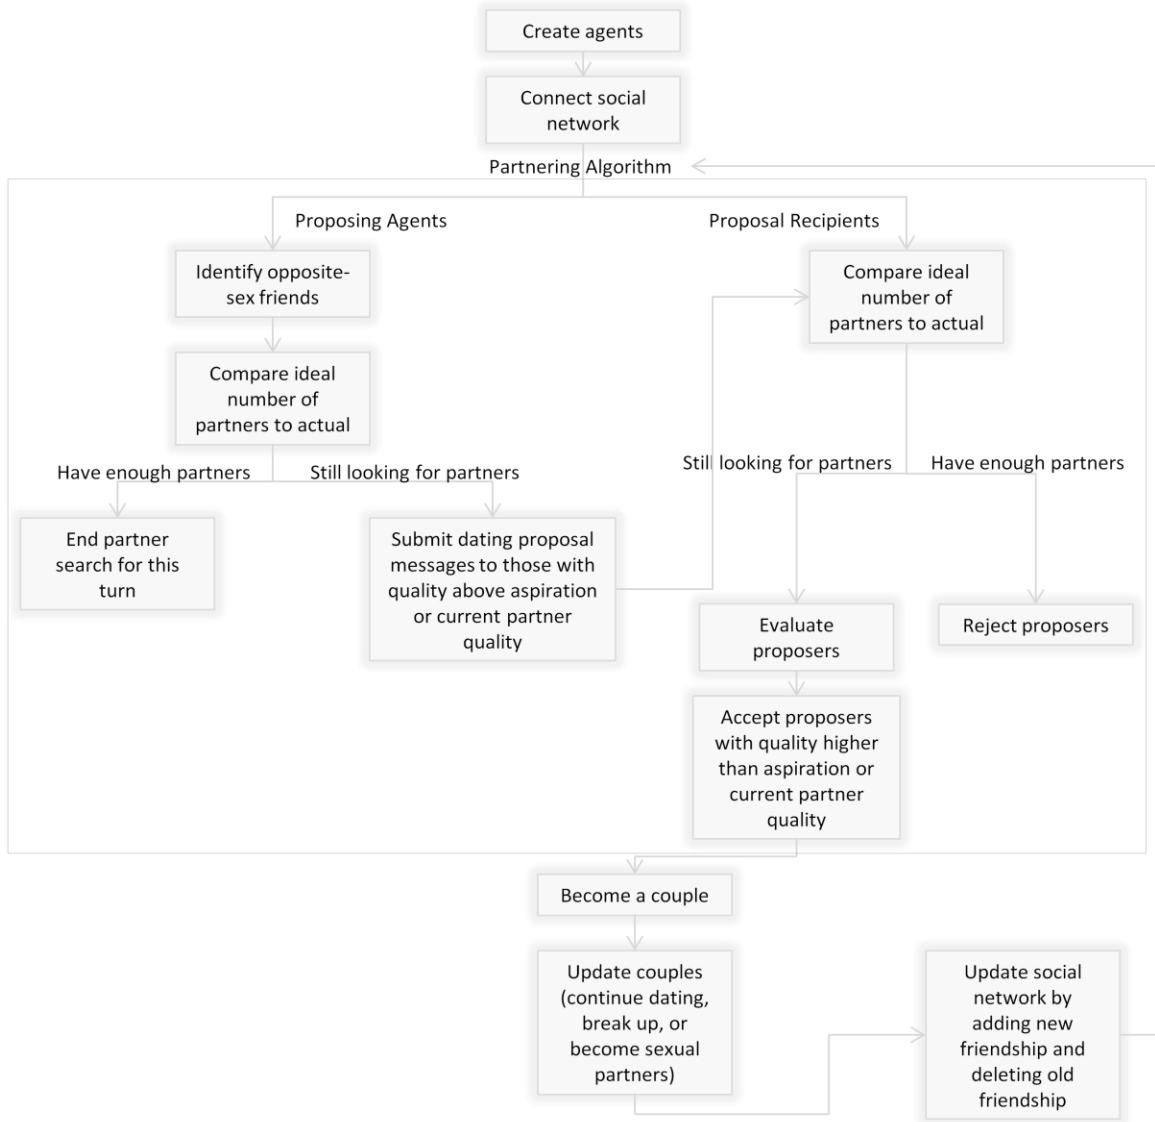 Create agents
Connect social
network
Partnering Algorithm
Proposing Agents
Proposal Recipients
Identify opposite-
sex friends
Compare ideal
number of
partners to actual
Compare ideal
number of
partners to actual
Have enough partners
Still looking for partners
Still looking for partners
Have enough partners
End partner
search for this
turn
Submit dating proposal
messages to those with
quality above aspiration
or current partner
quality
Evaluate
proposers
Reject proposers
Accept proposers
with quality higher
than aspiration or
current partner
quality
Become a couple
Update couples
(continue dating,
break up, or
become sexual
partners)
Update social
network by
adding new
friendship and
deleting old
friendship